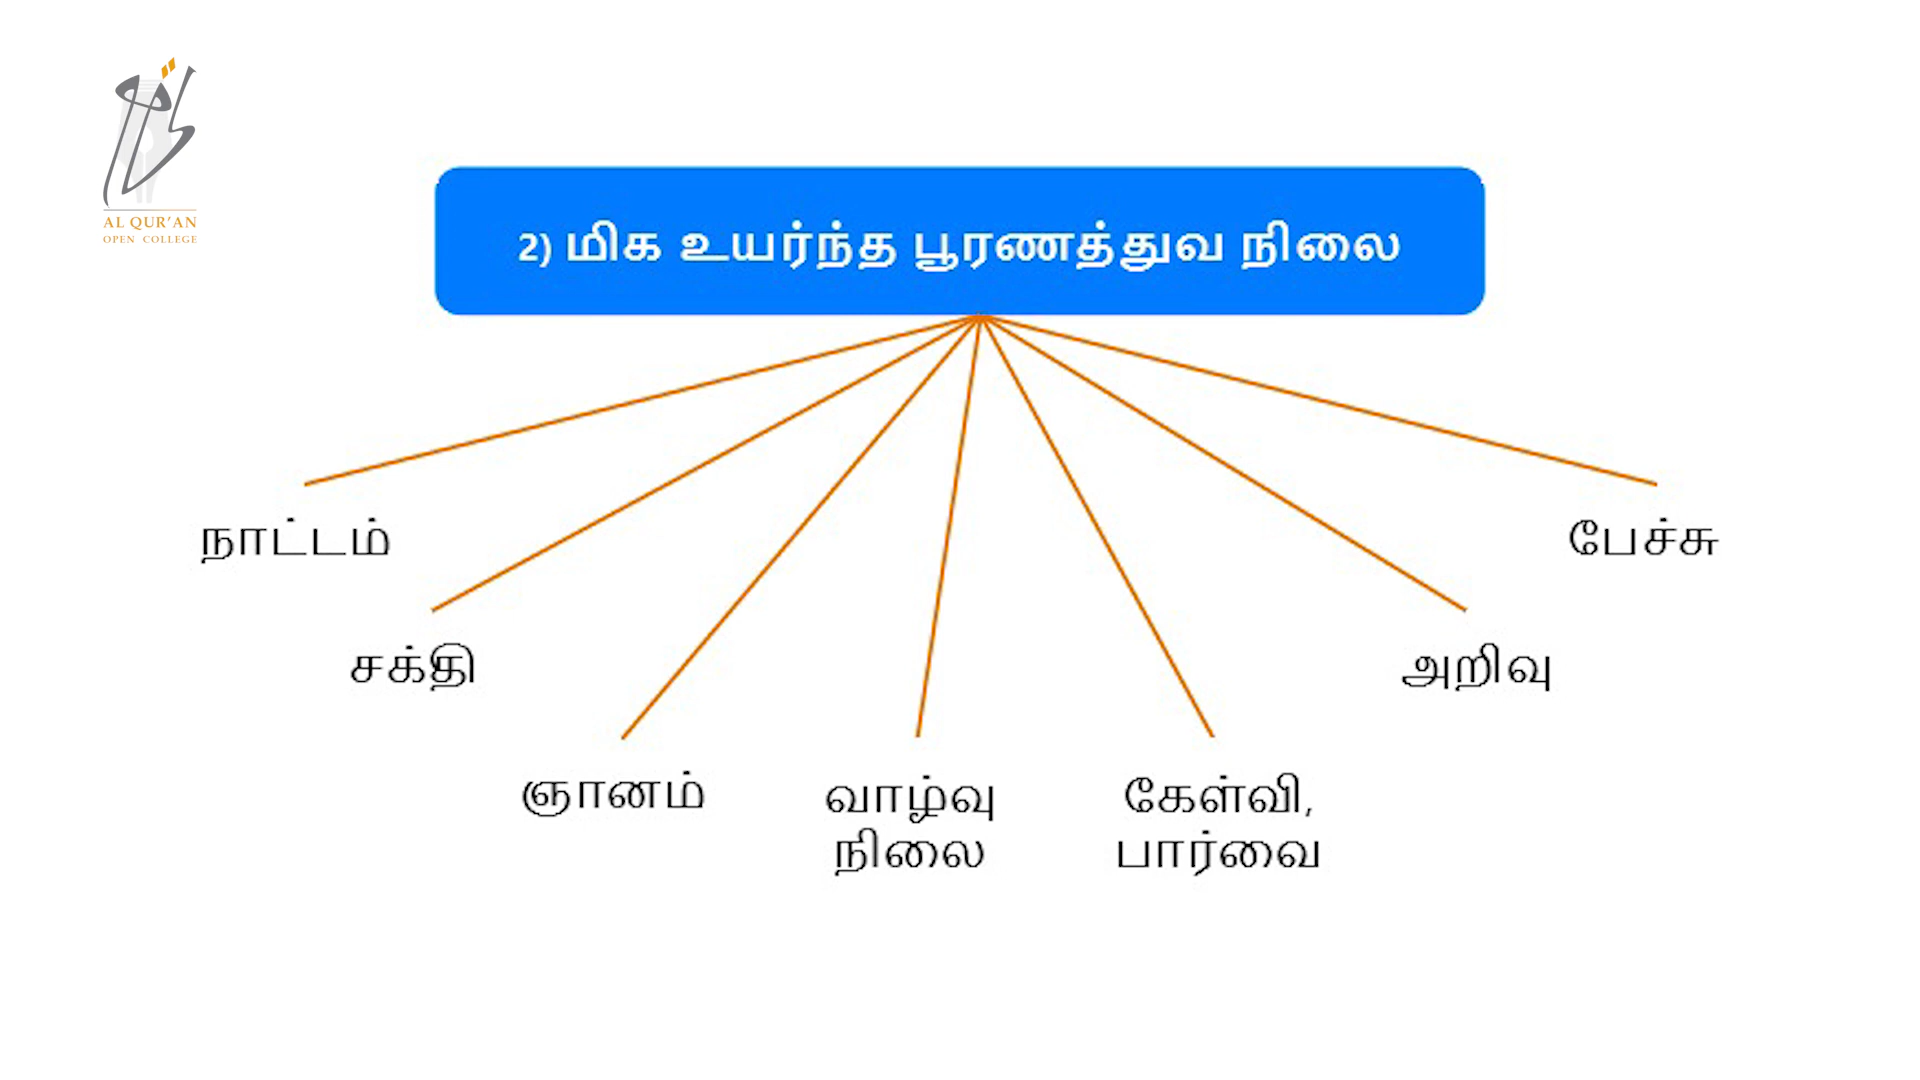 AL QUR'AN
OPEN COLLEGE
2) மிக உயர்ந்த பூரணத்துவ நிலை
நாட்டம்
சக்தி
ஞானம்
வாழ்வு
நிலை
கேள்வி,
பார்வை
அறிவு
பேச்சு